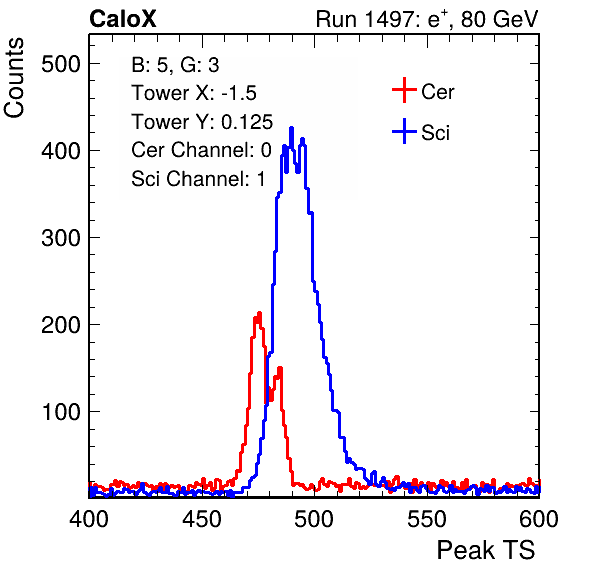 CaloX Run 1497: e⁺, 80 GeV
Counts
B: 5, G: 3
Tower X: -1.5
Tower Y: 0.125
Cer Channel: 0
Sci Channel: 1
Cer
Sci
500
400
300
200
100
400 450 500 550 600
Peak TS